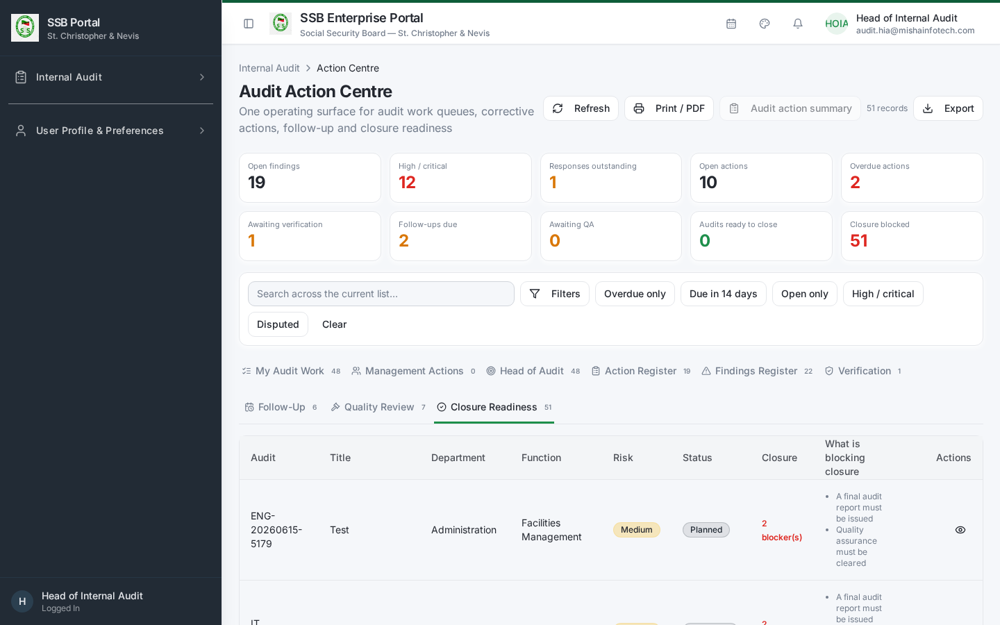 SSB Portal
St. Christopher & Nevis
Internal Audit
User Profile & Preferences
H
Head of Internal Audit
Logged In
SSB Enterprise Portal
Social Security Board — St. Christopher & Nevis
HOIA
Head of Internal Audit
audit.hia@mishainfotech.com
Internal Audit > Action Centre
Audit Action Centre
One operating surface for audit work queues, corrective
actions, follow-up and closure readiness
Refresh
Print / PDF
Audit action summary
51 records
Export
Open findings
19
High / critical
12
Responses outstanding
1
Open actions
10
Overdue actions
2
Awaiting verification
1
Follow-ups due
2
Awaiting QA
0
Audits ready to close
0
Closure blocked
51
Search across the current list...
Filters
Overdue only
Due in 14 days
Open only
High / critical
Disputed
Clear
My Audit Work 48
Management Actions 0
Head of Audit 48
Action Register 19
Findings Register 22
Verification 1
Follow-Up 6
Quality Review 7
Closure Readiness 51
Audit
Title
Department
Function
Risk
Status
Closure
What is
blocking
closure
Actions
ENG-
20260615-
5179
Test
Administration
Facilities
Management
Medium
Planned
2
blocker(s)
• A final audit
report must
be issued
• Quality
assurance
must be
cleared
IT
2
• A final audit
report must
be issued